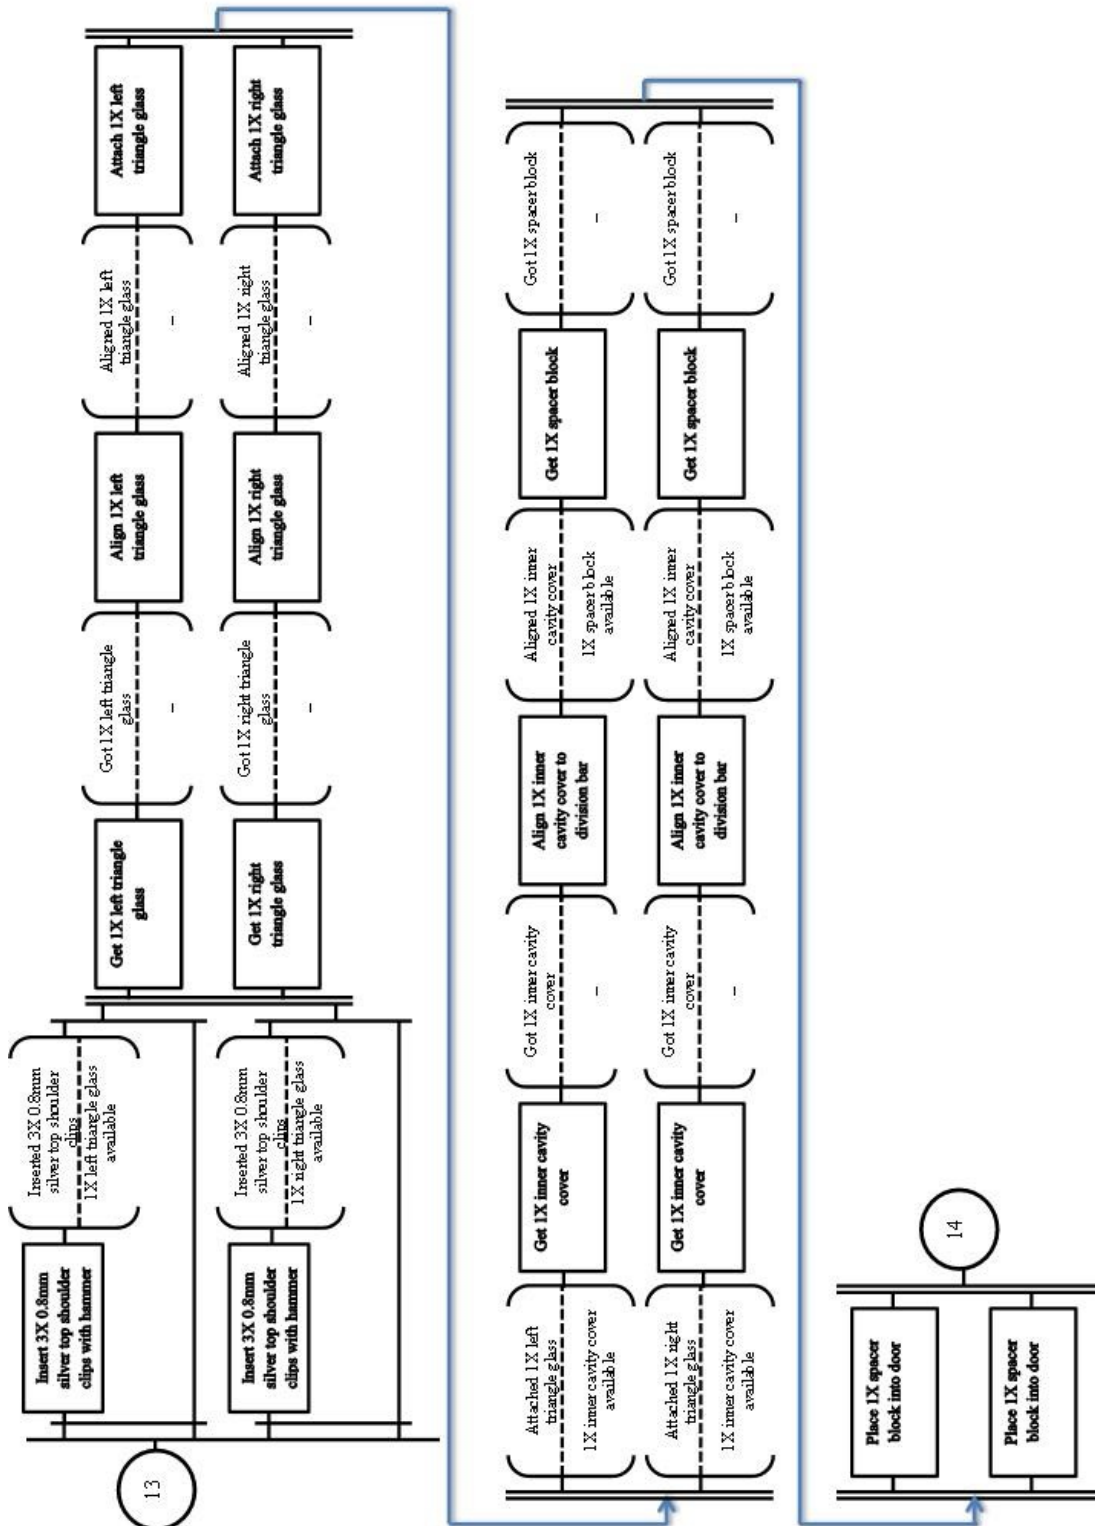 13
Insert 3X 0.8mm
silver top shoulder
clips with hammer
Inserted 3X 0.8mm
silver top shoulder
clips
1X left triangle glass
available
Get 1X left triangle
glass
Got 1X left triangle
glass
–
Align 1X left
triangle glass
Aligned 1X left
triangle glass
–
Attach 1X left
triangle glass
Insert 3X 0.8mm
silver top shoulder
clips with hammer
Inserted 3X 0.8mm
silver top shoulder
clips
1X right triangle glass
available
Get 1X right
triangle glass
Got 1X right triangle
glass
–
Align 1X right
triangle glass
Aligned 1X right
triangle glass
–
Attach 1X right
triangle glass
Attached 1X left
triangle glass
1X inner cavity cover
available
Get 1X inner cavity
cover
Got 1X inner cavity
cover
–
Align 1X inner
cavity cover to
division bar
Aligned 1X inner
cavity cover
1X spacer block
available
Get 1X spacer block
Got 1X spacer block
–
Attached 1X right
triangle glass
1X inner cavity cover
available
Get 1X inner cavity
cover
Got 1X inner cavity
cover
–
Align 1X inner
cavity cover to
division bar
Aligned 1X inner
cavity cover
1X spacer block
available
Get 1X spacer block
Got 1X spacer block
–
Place 1X spacer
block into door
Place 1X spacer
block into door
14